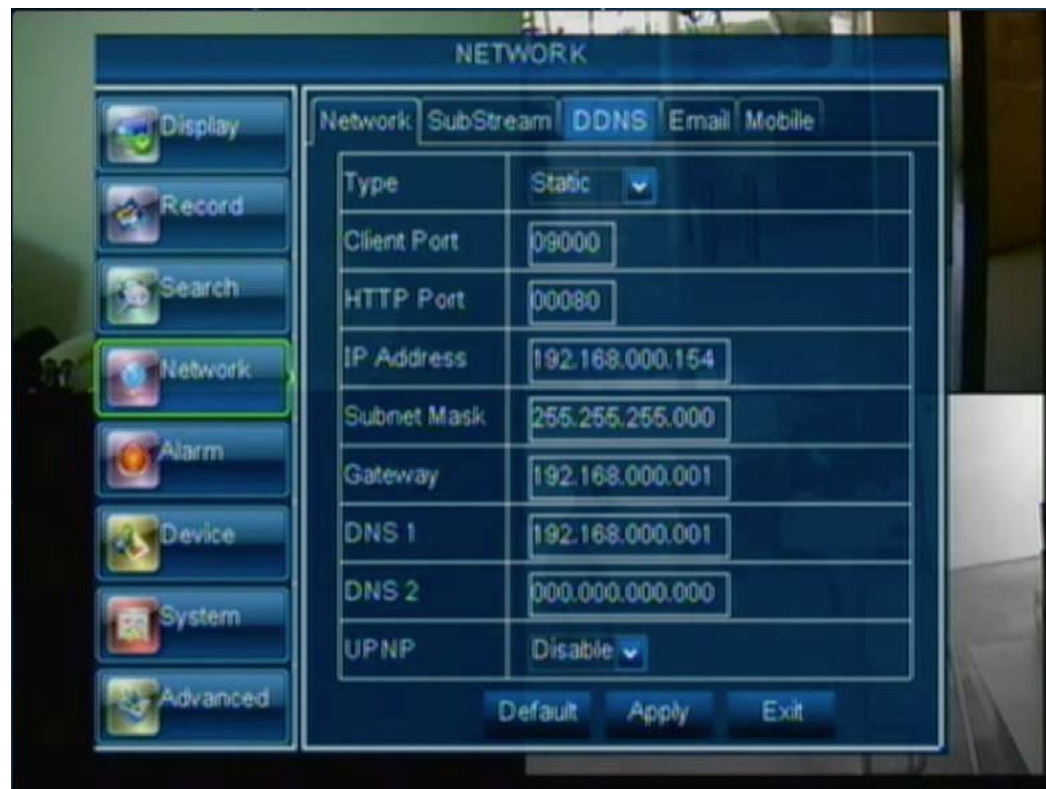 NETWORK
Display
Record
Search
Network
Alarm
Device
System
Advanced
Network SubStream DDNS Email Mobile
Type Static
Client Port 09000
HTTP Port 00080
IP Address 192.168.000.154
Subnet Mask 255.255.255.000
Gateway 192.168.000.001
DNS 1 192.168.000.001
DNS 2 000.000.000.000
UPNP Disable
Default Apply Exit